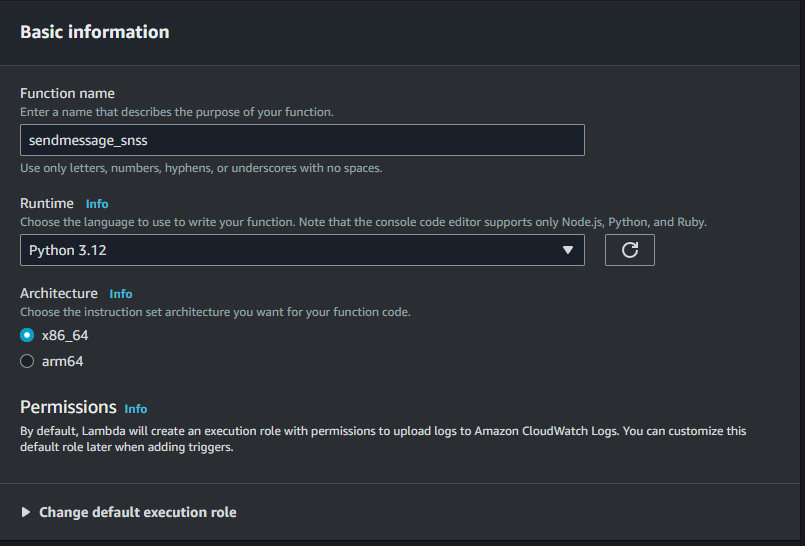 Basic information
Function name
Enter a name that describes the purpose of your function.
sendmessage_snss
Use only letters, numbers, hyphens, or underscores with no spaces.
Runtime Info
Choose the language to use to write your function. Note that the console code editor supports only Node.js, Python, and Ruby.
Python 3.12
Architecture Info
Choose the instruction set architecture you want for your function code.
x86_64
arm64
Permissions Info
By default, Lambda will create an execution role with permissions to upload logs to Amazon CloudWatch Logs. You can customize this
default role later when adding triggers.
Change default execution role